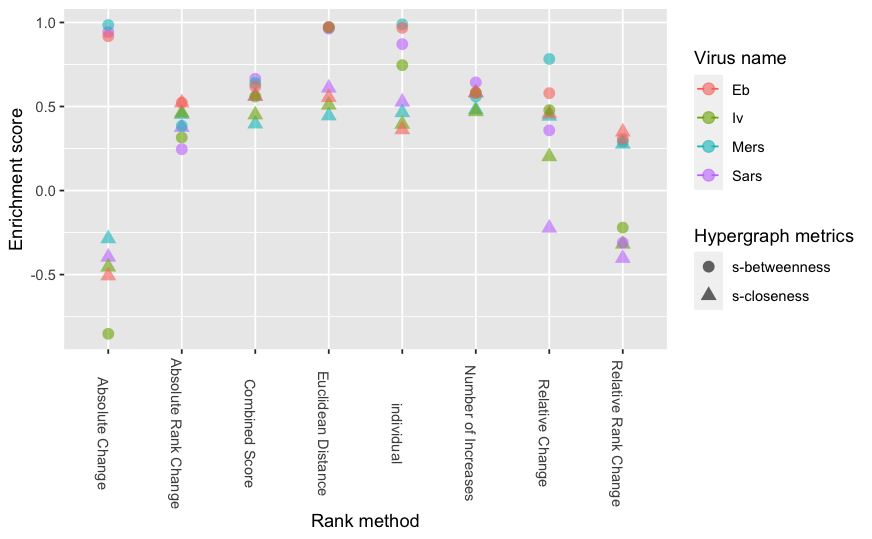 Enrichment score
1.0
0.5
0.0
-0.5
Absolute Change
Absolute Rank Change
Combined Score
Euclidean Distance
individual
Number of Increases
Relative Change
Relative Rank Change
Rank method
Virus name
Eb
Iv
Mers
Sars
Hypergraph metrics
s-betweenness
s-closeness